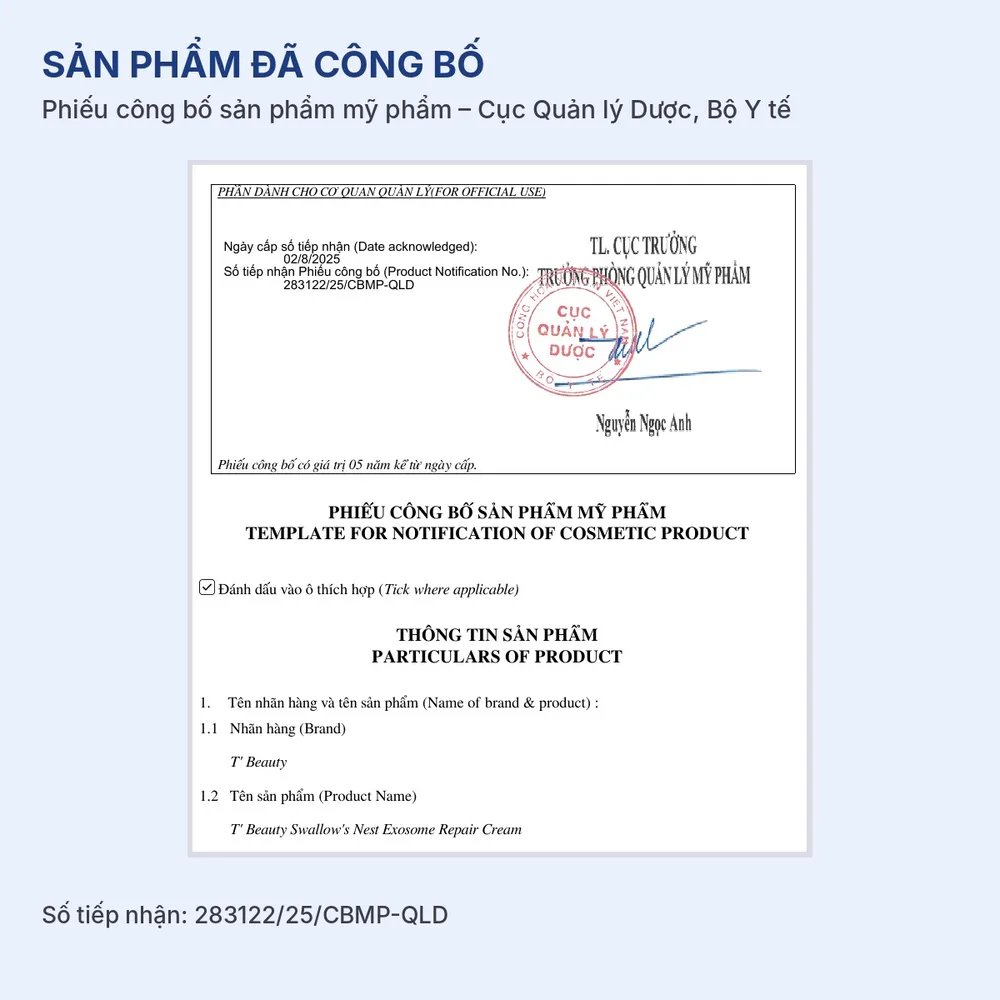 SẢN PHẨM ĐÃ CÔNG BỐ
Phiếu công bố sản phẩm mỹ phẩm – Cục Quản lý Dược, Bộ Y tế
PHẦN DÀNH CHO CƠ QUAN QUẢN LÝ(FOR OFFICIAL USE)
Ngày cấp số tiếp nhận (Date acknowledged):
02/8/2025
Số tiếp nhận Phiếu công bố (Product Notification No.):
283122/25/CBMP-QLD
TL. CỤC TRƯỞNG
TRƯỞNG PHÒNG QUẢN LÝ MỸ PHẨM
CỤC
QUẢN LÝ
DƯỢC
BỘ Y TẾ
Nguyễn Ngọc Anh
Phiếu công bố có giá trị 05 năm kể từ ngày cấp.
PHIẾU CÔNG BỐ SẢN PHẨM MỸ PHẨM
TEMPLATE FOR NOTIFICATION OF COSMETIC PRODUCT
Đánh dấu vào ô thích hợp (Tick where applicable)
THÔNG TIN SẢN PHẨM
PARTICULARS OF PRODUCT
1. Tên nhãn hàng và tên sản phẩm (Name of brand & product) :
1.1 Nhãn hàng (Brand)
T' Beauty
1.2 Tên sản phẩm (Product Name)
T' Beauty Swallow's Nest Exosome Repair Cream
Số tiếp nhận: 283122/25/CBMP-QLD